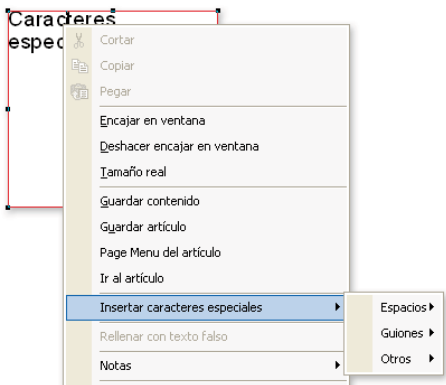 Caracteres
espec
Cortar
Copiar
Pegar
Encajar en ventana
Deshacer encajar en ventana
Tamaño real
Guardar contenido
Guardar artículo
Page Menu del artículo
Ir al artículo
Insertar caracteres especiales
Espacios
Guiones
Otros
Rellenar con texto falso
Notas